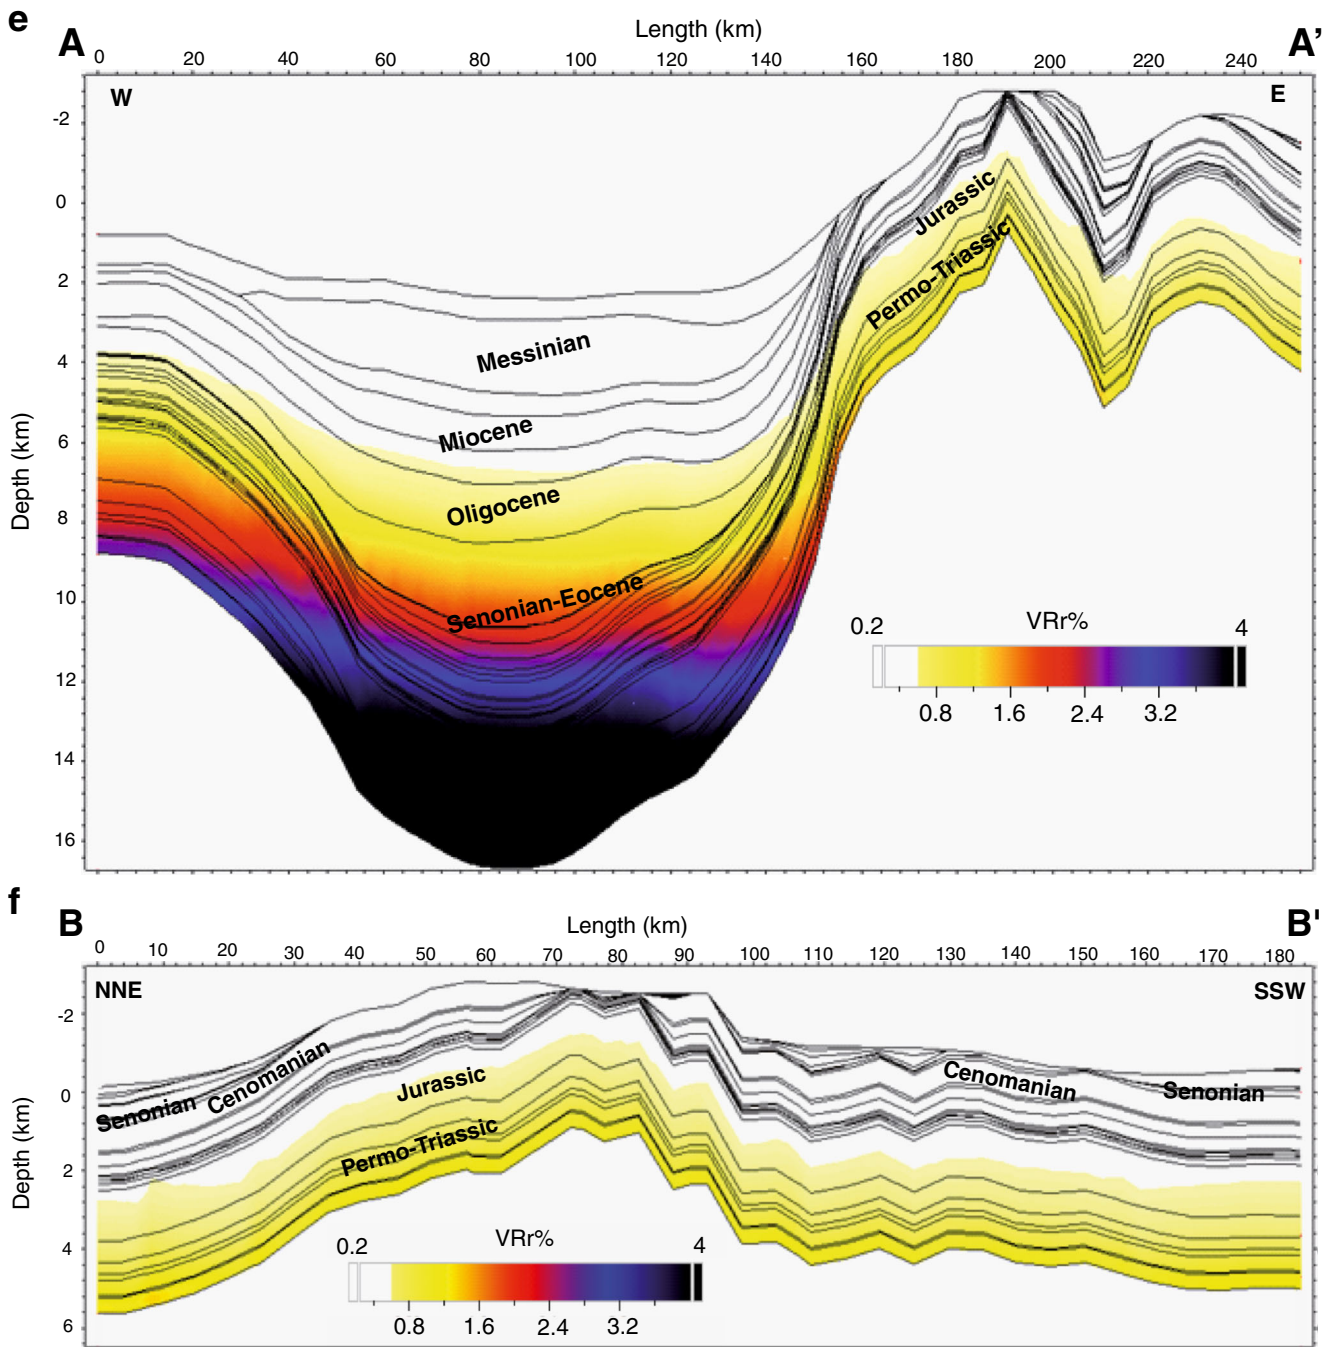 e
Length (km)
A A'
0 20 40 60 80 100 120 140 160 180 200 220 240
W E
-2
0
2
4
6
8
10
12
14
16
Depth (km)
Jurassic
Permo-Triassic
Messinian
Miocene
Oligocene
Senonian-Eocene
VRr%
0.2 4
0.8 1.6 2.4 3.2
f
Length (km)
B B'
0 10 20 30 40 50 60 70 80 90 100 110 120 130 140 150 160 170 180
NNE SSW
-2
0
2
4
6
Depth (km)
Senonian
Cenomanian
Jurassic
Permo-Triassic
Cenomanian
Senonian
VRr%
0.2 4
0.8 1.6 2.4 3.2